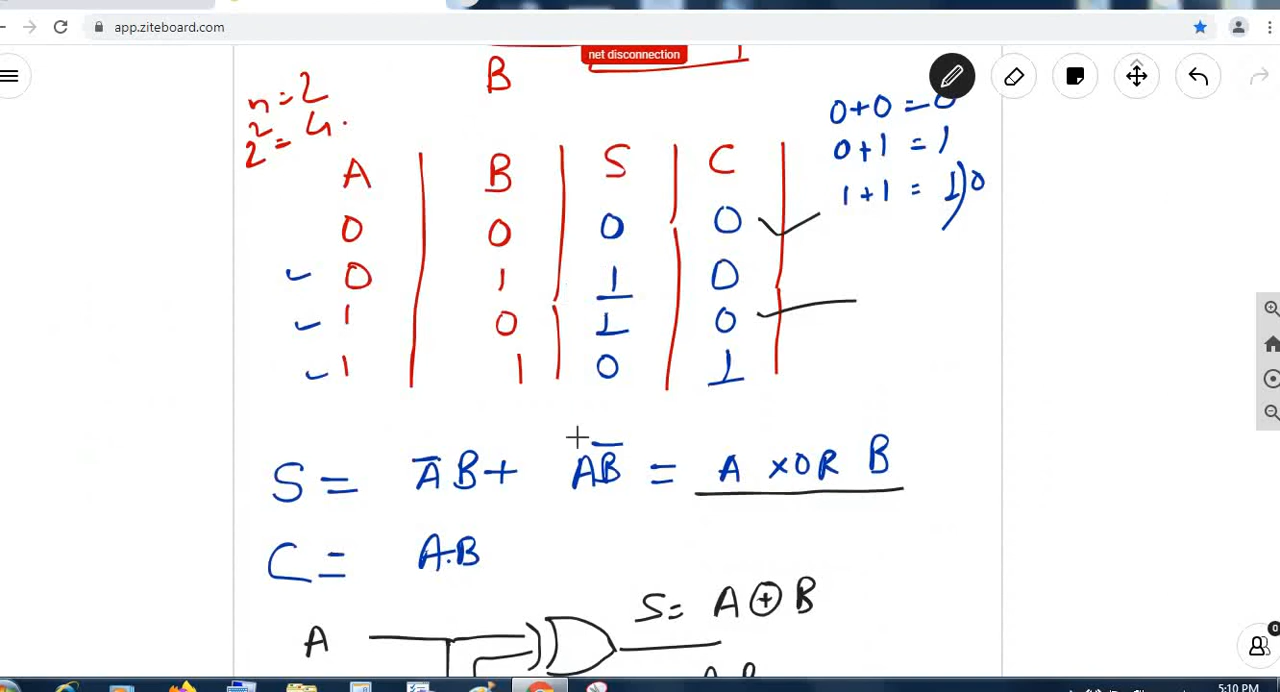 app.ziteboard.com
net disconnection
B
n = 2
2² = 4.
0+0 = 0
0+1 = 1
1+1 = 1)0
A B S C
0 0 0 0
0 1 1 0
1 0 1 0
1 1 0 1
S = A̅B + AB̅ = A XOR B
C = A.B
S = A ⊕ B
A
0
5:10 PM